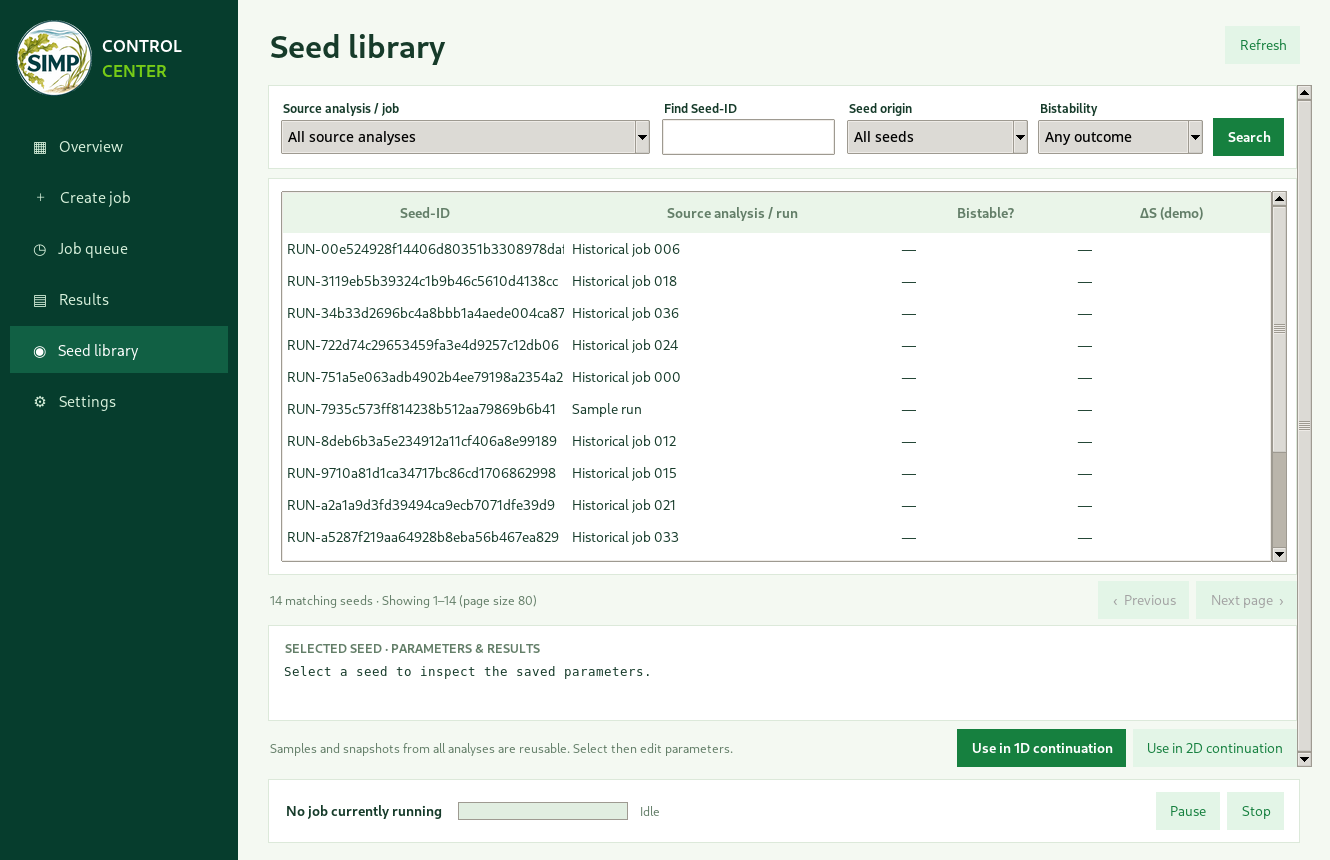 SIMP
CONTROL
CENTER
▦ Overview
+ Create job
◷ Job queue
▤ Results
◉ Seed library
⚙ Settings
Seed library
Refresh
Source analysis / job
Find Seed-ID
Seed origin
Bistability
All source analyses
All seeds
Any outcome
Search
Seed-ID Source analysis / run Bistable? ΔS (demo)
RUN-00e524928f14406d80351b3308978da Historical job 006 — —
RUN-3119eb5b39324c1b9b46c5610d4138cc Historical job 018 — —
RUN-34b33d2696bc4a8bbb1a4aede004ca87 Historical job 036 — —
RUN-722d74c29653459fa3e4d9257c12db06 Historical job 024 — —
RUN-751a5e063adb4902b4ee79198a2354a2 Historical job 000 — —
RUN-7935c573ff814238b512aa79869b6b41 Sample run — —
RUN-8deb6b3a5e234912a11cf406a8e99189 Historical job 012 — —
RUN-9710a81d1ca34717bc86cd1706862998 Historical job 015 — —
RUN-a2a1a9d3fd39494ca9ecb7071dfe39d9 Historical job 021 — —
RUN-a5287f219aa64928b8eba56b467ea829 Historical job 033 — —
14 matching seeds · Showing 1–14 (page size 80)
‹ Previous
Next page ›
SELECTED SEED · PARAMETERS & RESULTS
Select a seed to inspect the saved parameters.
Samples and snapshots from all analyses are reusable. Select then edit parameters.
Use in 1D continuation
Use in 2D continuation
No job currently running
Idle
Pause
Stop